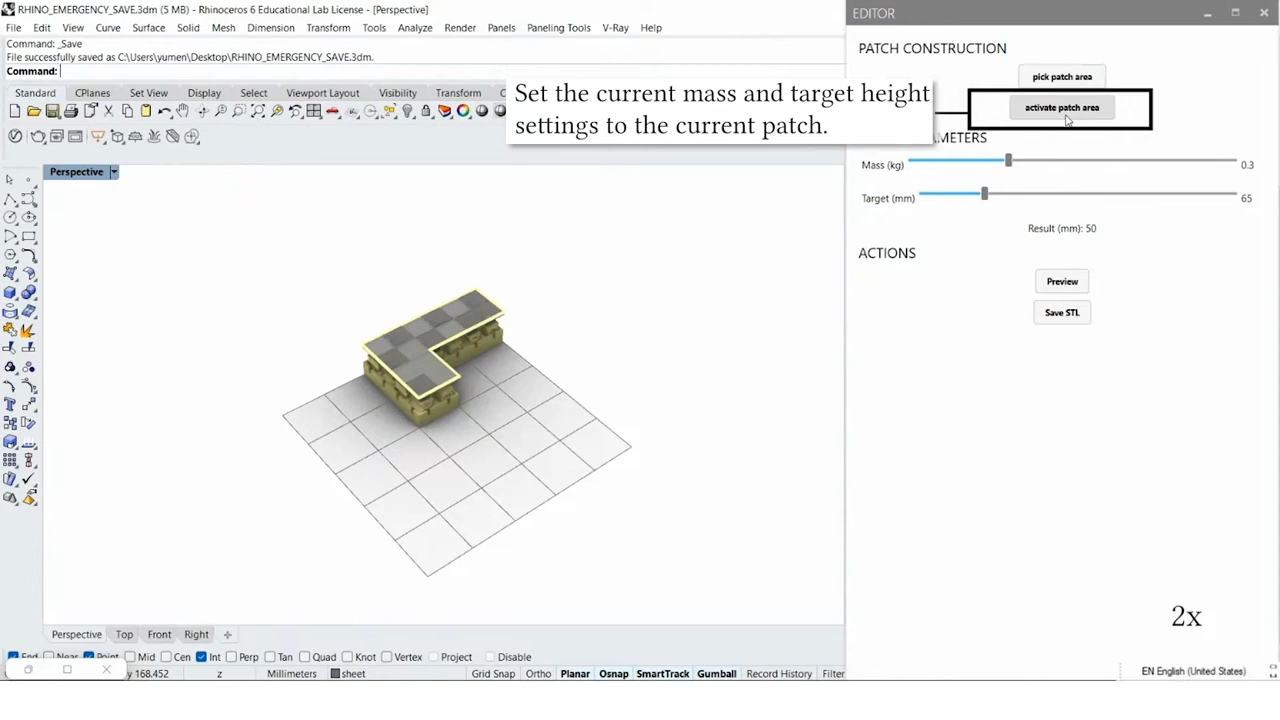 RHINO_EMERGENCY_SAVE.3dm (5 MB) - Rhinoceros 6 Educational Lab License - [Perspective]
File Edit View Curve Surface Solid Mesh Dimension Transform Tools Analyze Render Panels Paneling Tools V-Ray Help
Command: _Save
File successfully saved as C:\Users\yumen\Desktop\RHINO_EMERGENCY_SAVE.3dm.
Command:
Standard CPlanes Set View Display Select Viewport Layout Visibility Transform
Set the current mass and target height
settings to the current patch.
Perspective
EDITOR
PATCH CONSTRUCTION
pick patch area
activate patch area
AMETERS
Mass (kg) 0.3
Target (mm) 65
Result (mm): 50
ACTIONS
Preview
Save STL
2x
Perspective Top Front Right
End Near Point Mid Cen Int Perp Tan Quad Knot Vertex Project Disable
y 168.452 z Millimeters sheet Grid Snap Ortho Planar Osnap SmartTrack Gumball Record History Filter
EN English (United States)